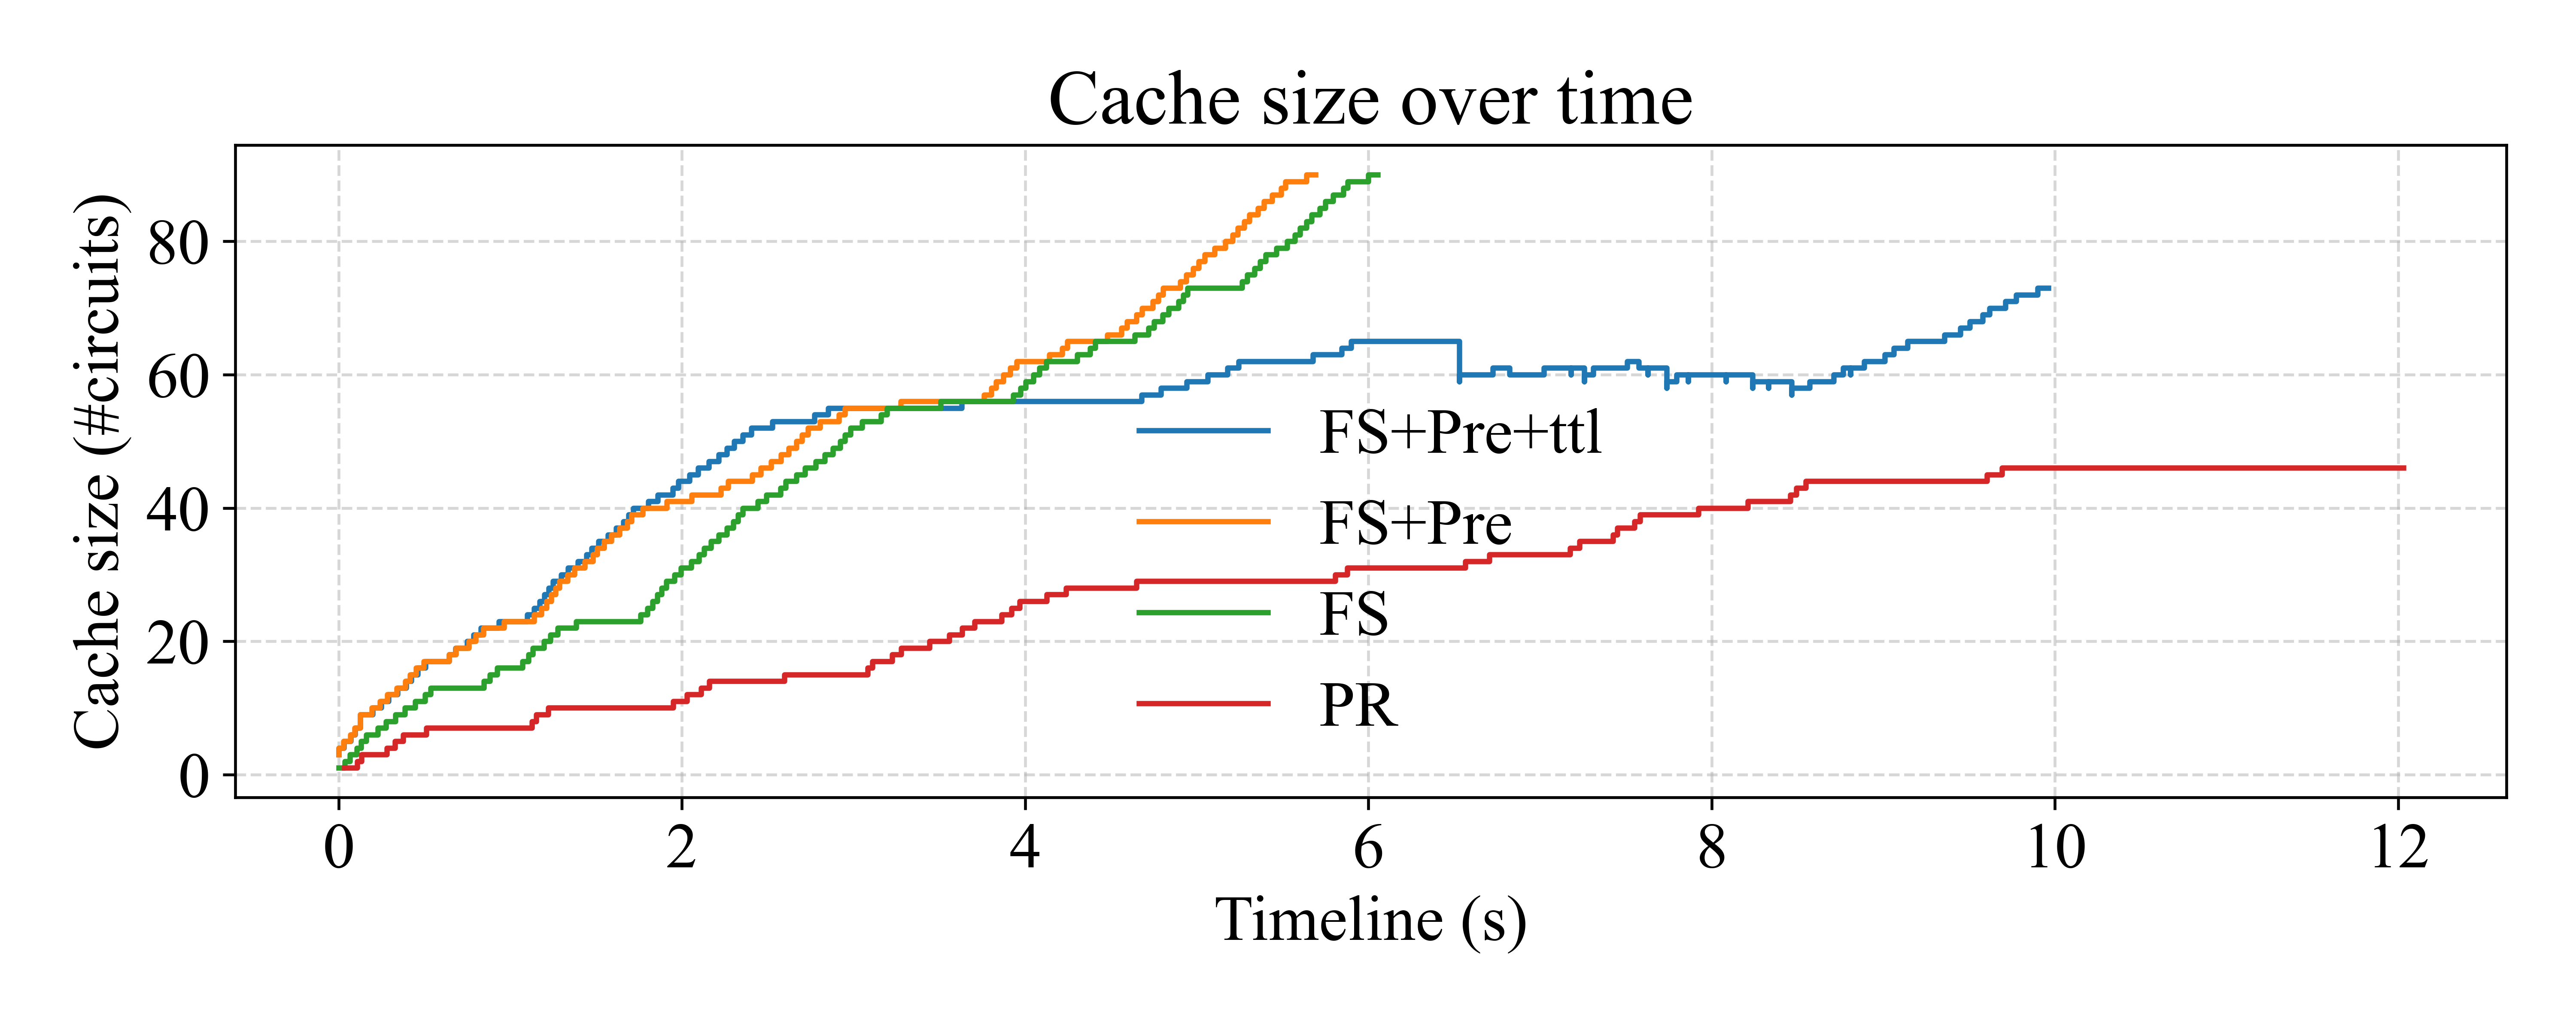 Cache size over time
Cache size (#circuits)
80
60
40
20
0
FS+Pre+ttl
FS+Pre
FS
PR
0 2 4 6 8 10 12
Timeline (s)